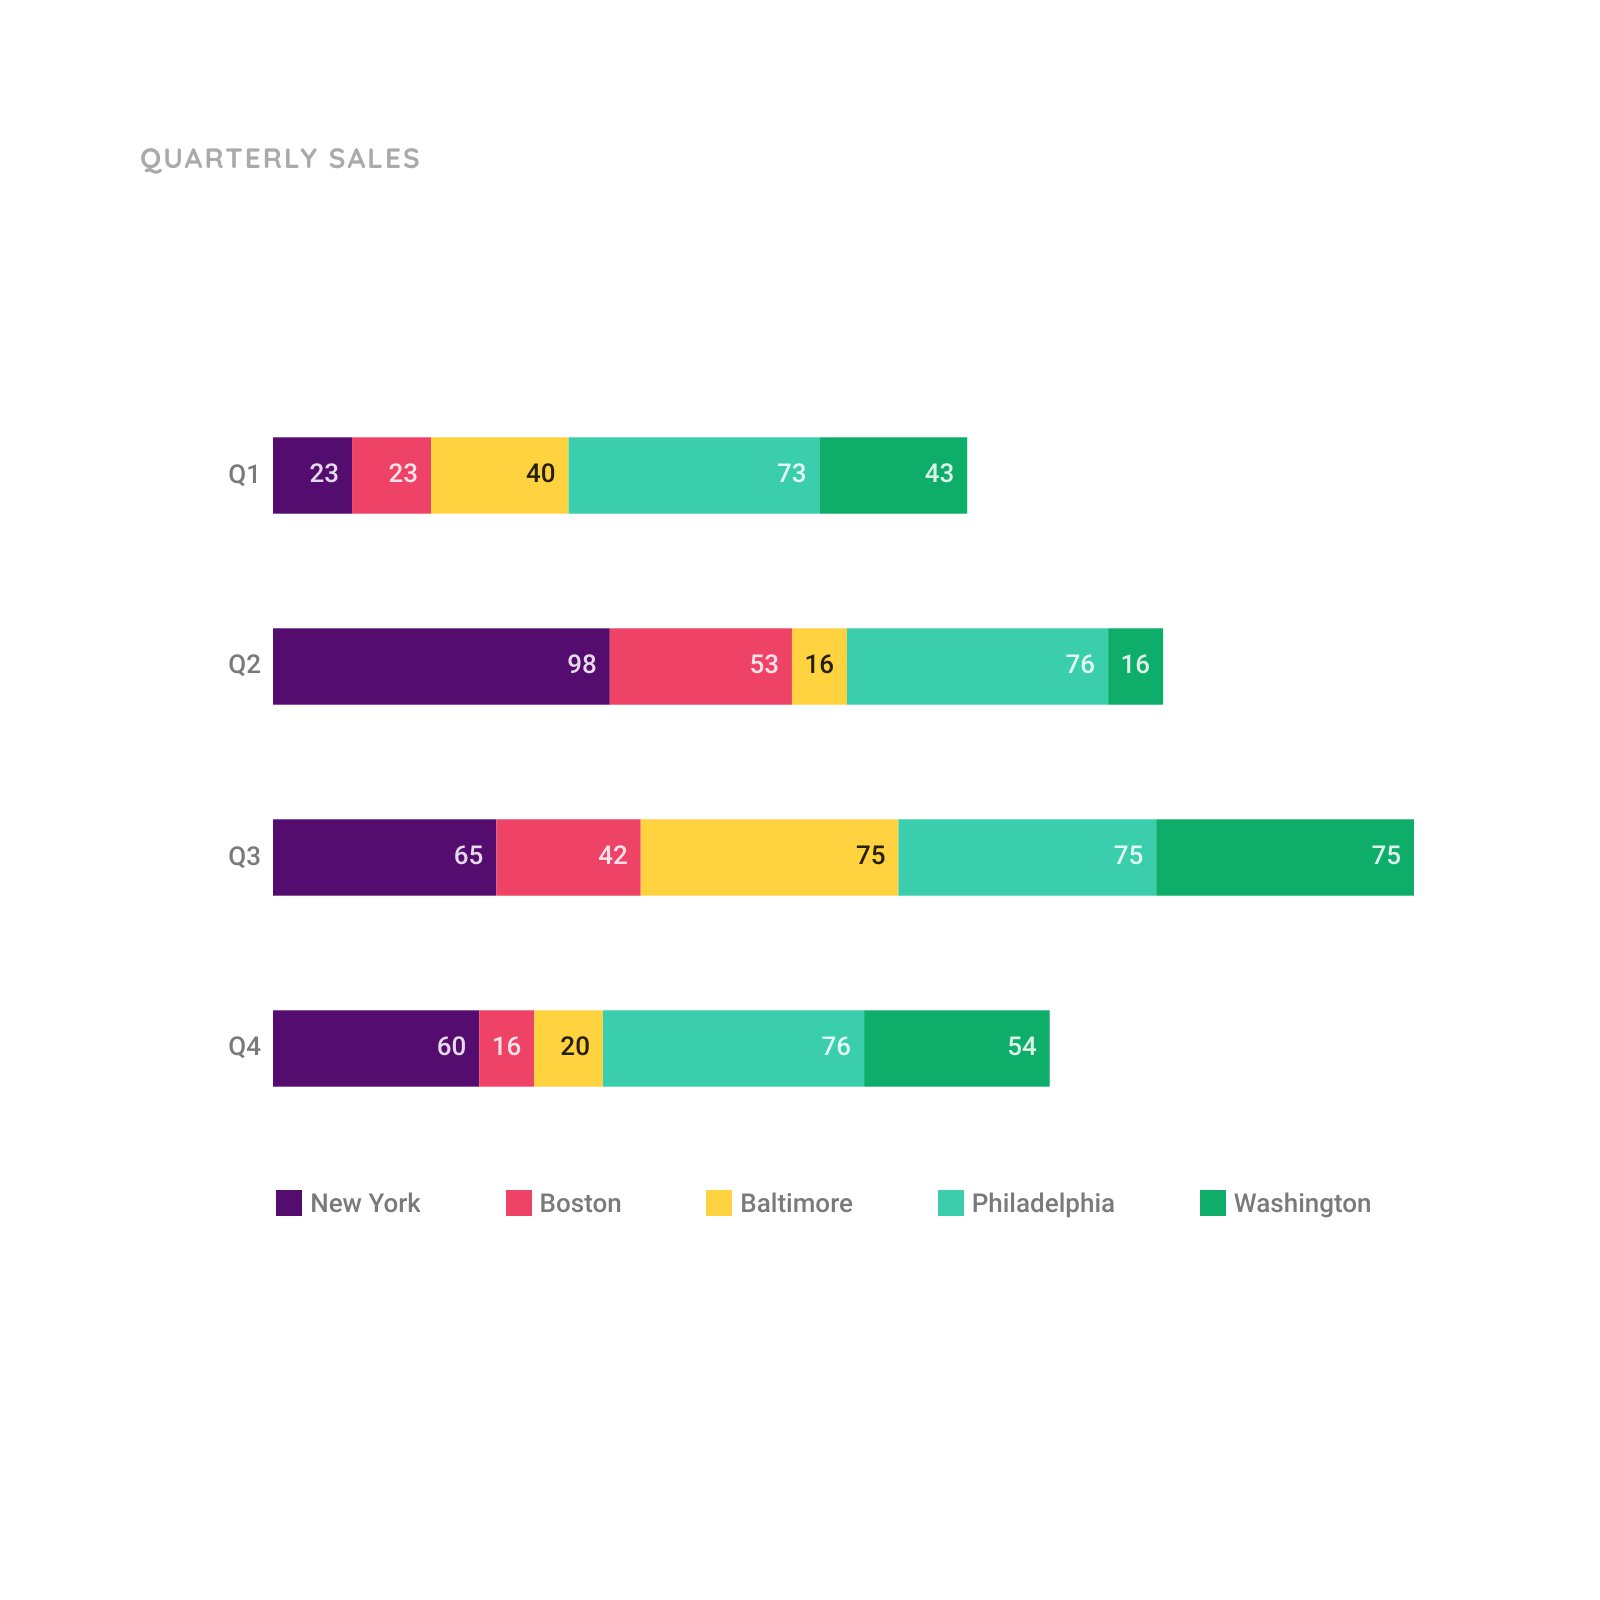 QUARTERLY SALES
Q1 23 23 40 73 43
Q2 98 53 16 76 16
Q3 65 42 75 75 75
Q4 60 16 20 76 54
New York Boston Baltimore Philadelphia Washington